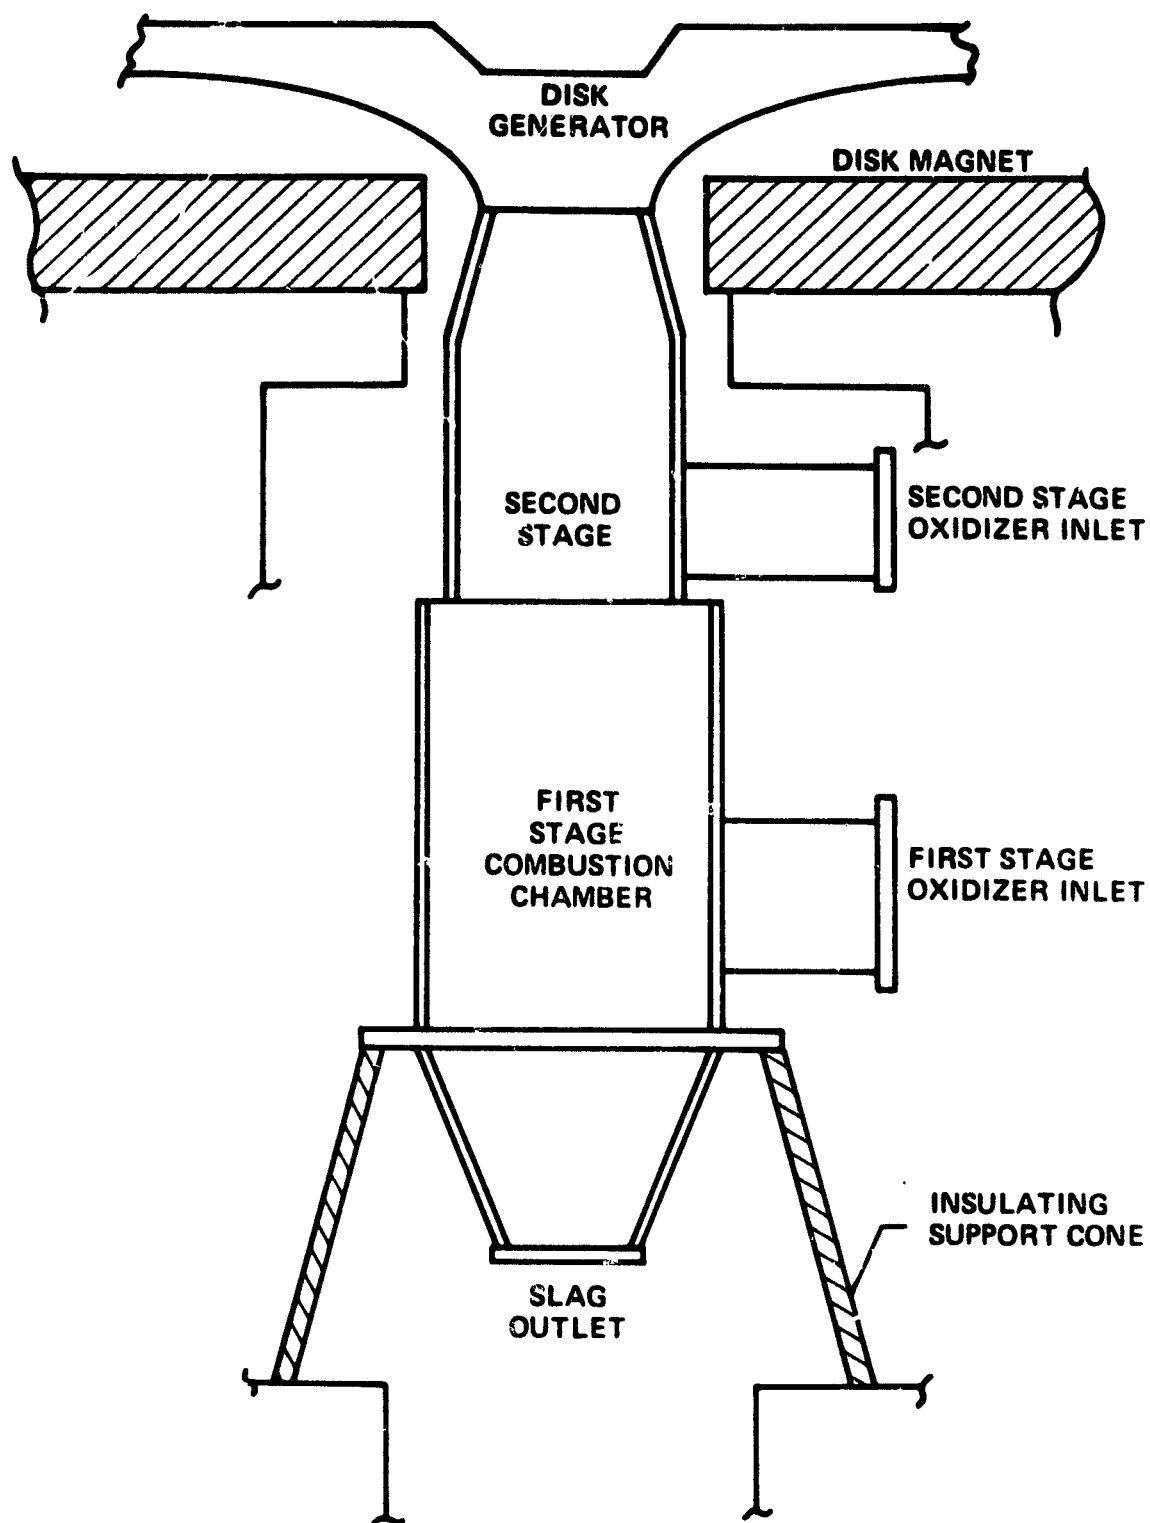 DISK
GENERATOR
DISK MAGNET
SECOND
STAGE
SECOND STAGE
OXIDIZER INLET
FIRST
STAGE
COMBUSTION
CHAMBER
FIRST STAGE
OXIDIZER INLET
INSULATING
SUPPORT CONE
SLAG
OUTLET